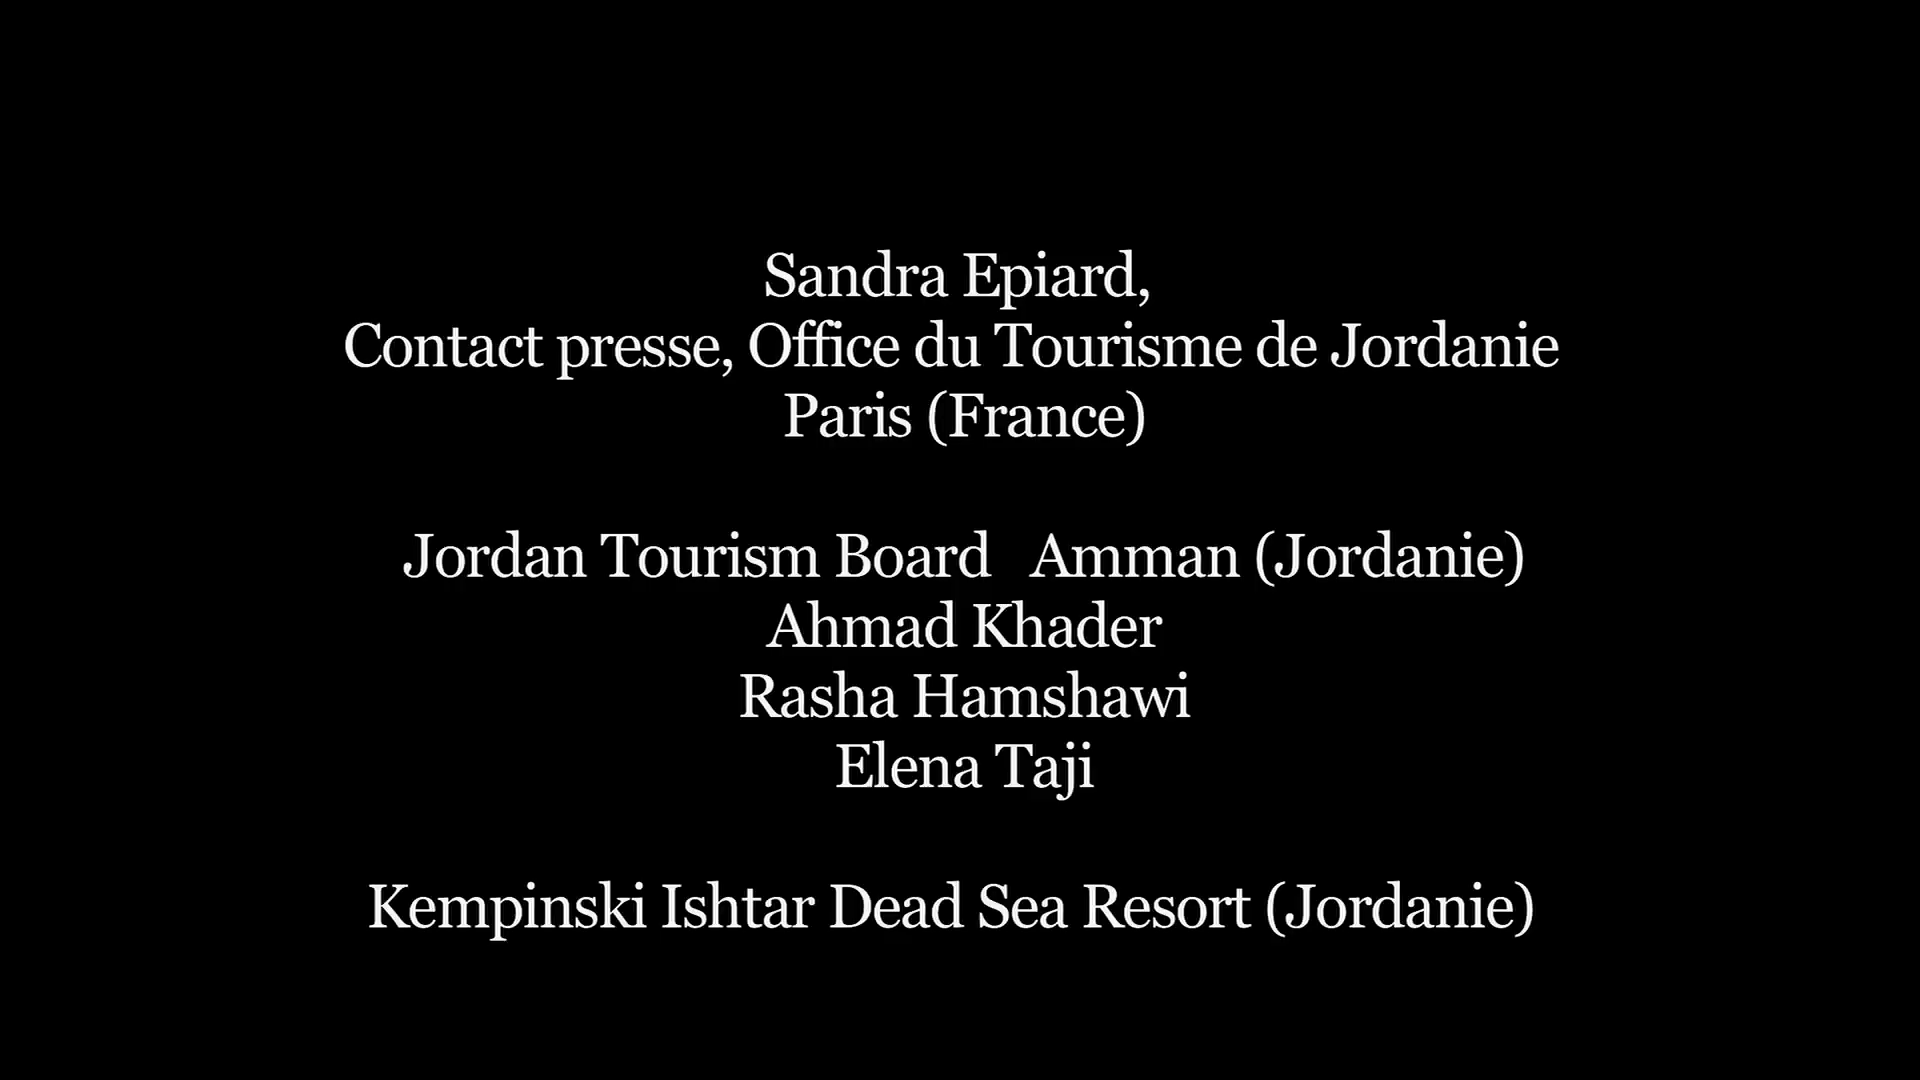 Sandra Epiard,
Contact presse, Office du Tourisme de Jordanie
Paris (France)
Jordan Tourism Board   Amman (Jordanie)
Ahmad Khader
Rasha Hamshawi
Elena Taji
Kempinski Ishtar Dead Sea Resort (Jordanie)